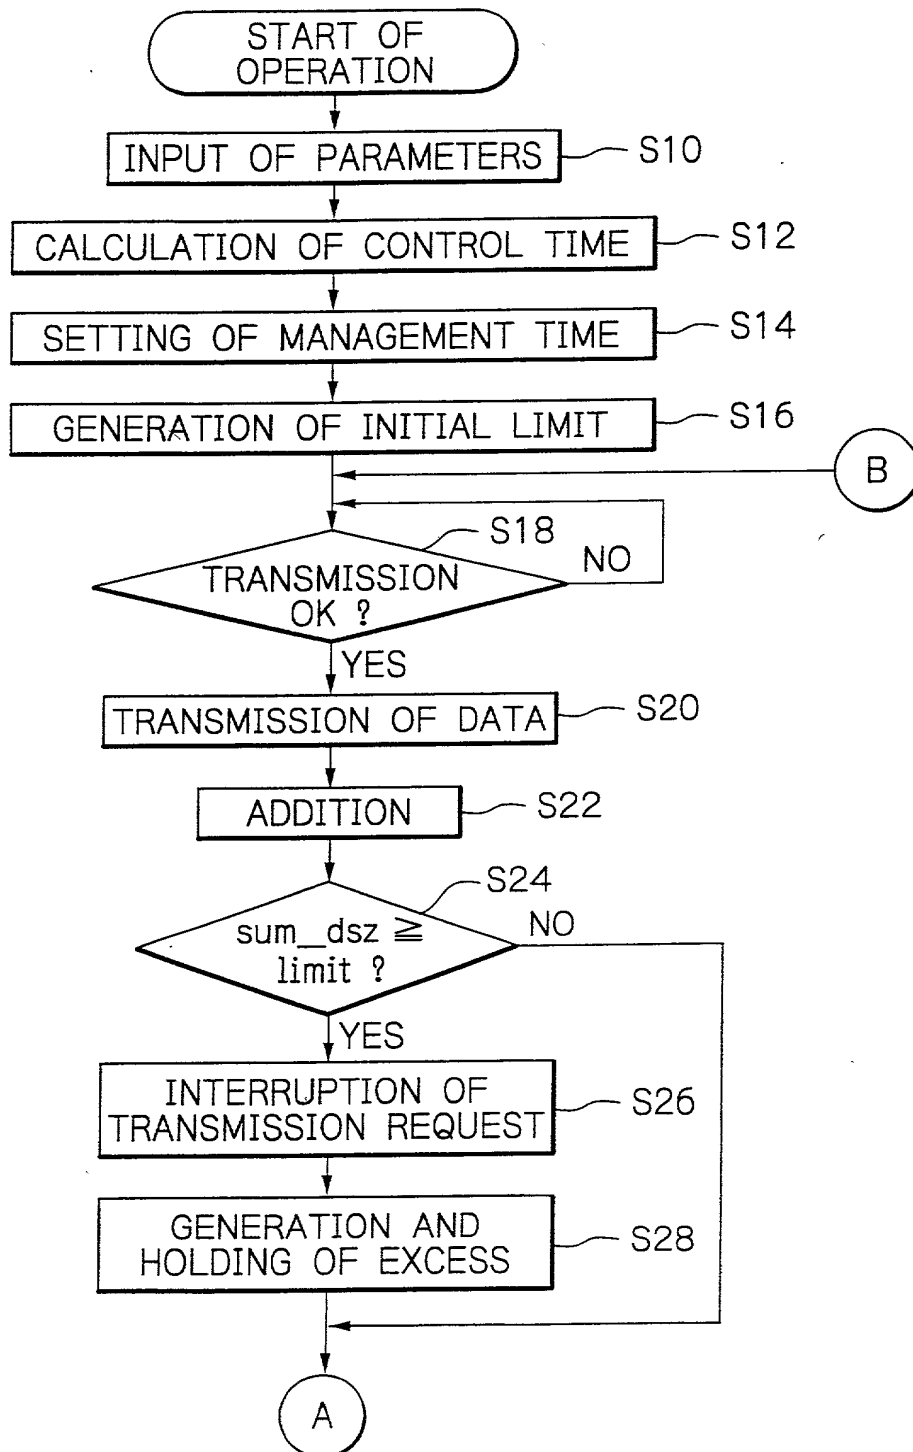 START OF
OPERATION
INPUT OF PARAMETERS
S10
CALCULATION OF CONTROL TIME
S12
SETTING OF MANAGEMENT TIME
S14
GENERATION OF INITIAL LIMIT
S16
B
S18
TRANSMISSION
OK ?
NO
YES
TRANSMISSION OF DATA
S20
ADDITION
S22
S24
sum_dsz ≧
limit ?
NO
YES
INTERRUPTION OF
TRANSMISSION REQUEST
S26
GENERATION AND
HOLDING OF EXCESS
S28
A